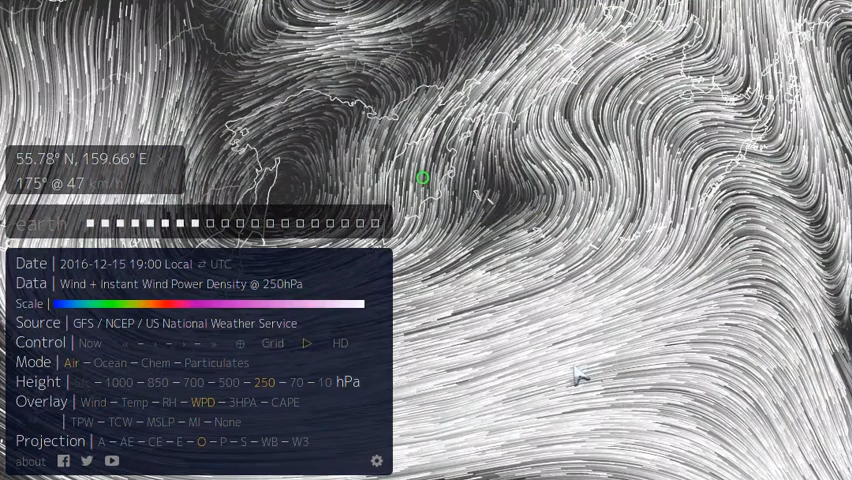 55.78° N, 159.66° E ×
175° @ 47 km/h
earth
Date | 2016-12-15 19:00 Local ⇄ UTC
Data | Wind + Instant Wind Power Density @ 250hPa
Scale |
Source | GFS / NCEP / US National Weather Service
Control | Now « – ‹ – › – » ⊕ Grid ▷ HD
Mode | Air – Ocean – Chem – Particulates
Height | Sfc – 1000 – 850 – 700 – 500 – 250 – 70 – 10 hPa
Overlay | Wind – Temp – RH – WPD – 3HPA – CAPE
| TPW – TCW – MSLP – MI – None
Projection | A – AE – CE – E – O – P – S – WB – W3
about